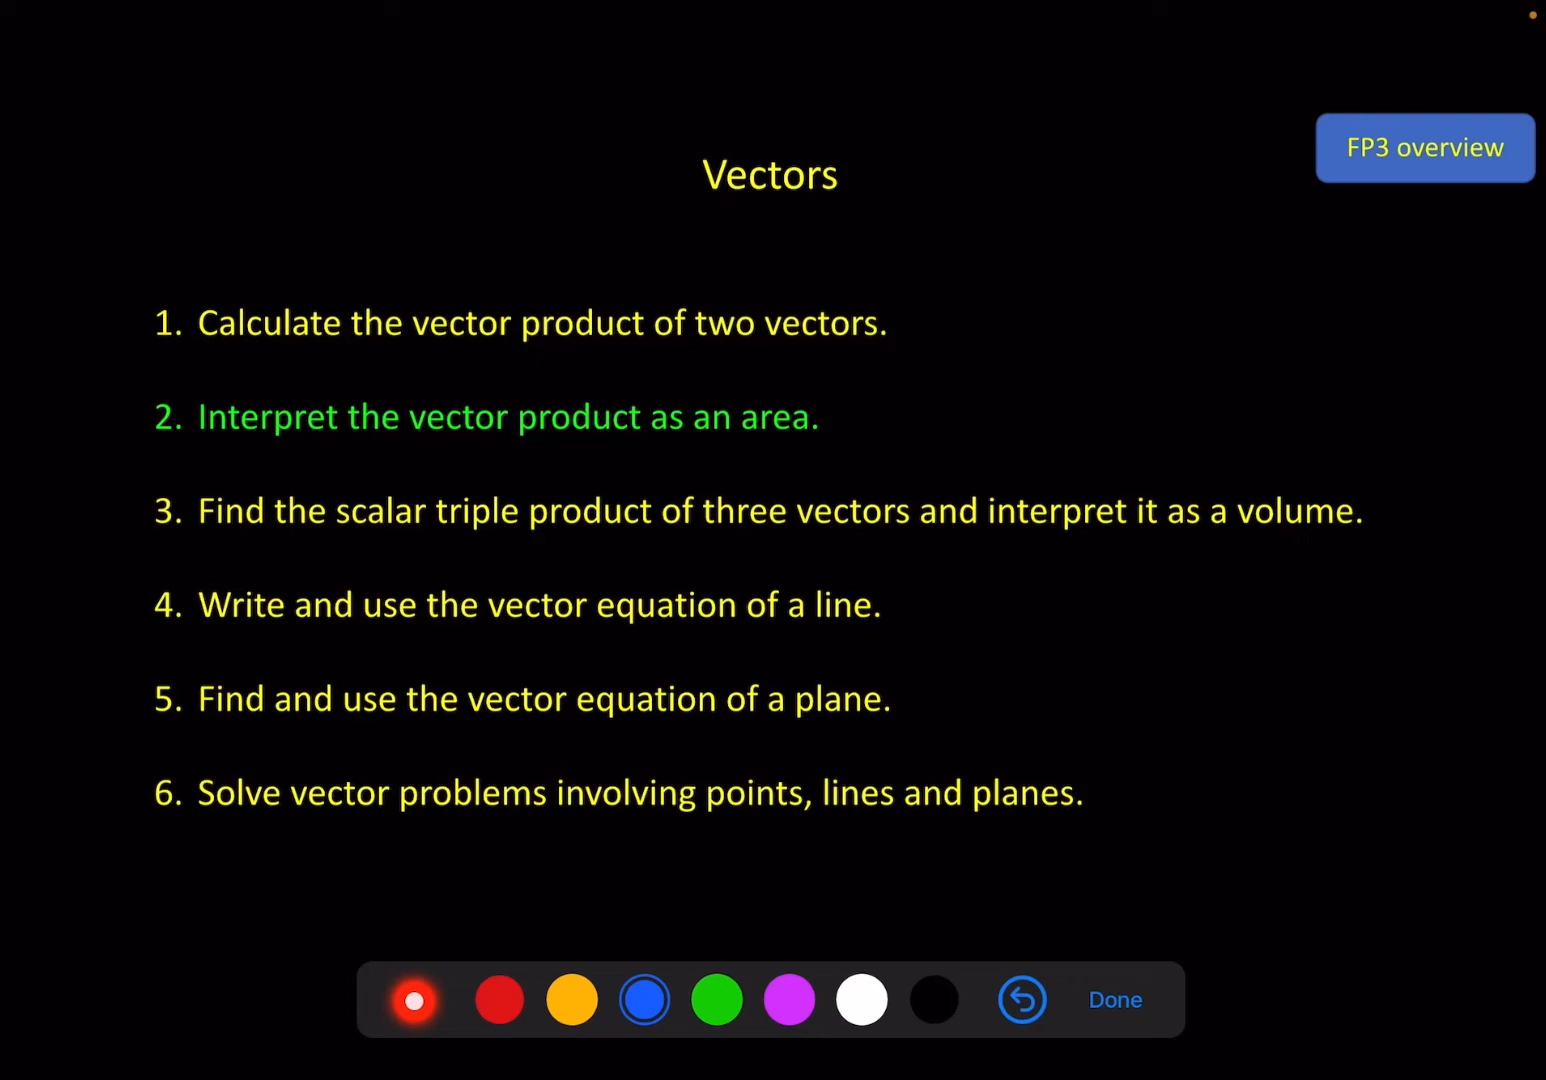 FP3 overview
Vectors
1. Calculate the vector product of two vectors.
2. Interpret the vector product as an area.
3. Find the scalar triple product of three vectors and interpret it as a volume.
4. Write and use the vector equation of a line.
5. Find and use the vector equation of a plane.
6. Solve vector problems involving points, lines and planes.
Done